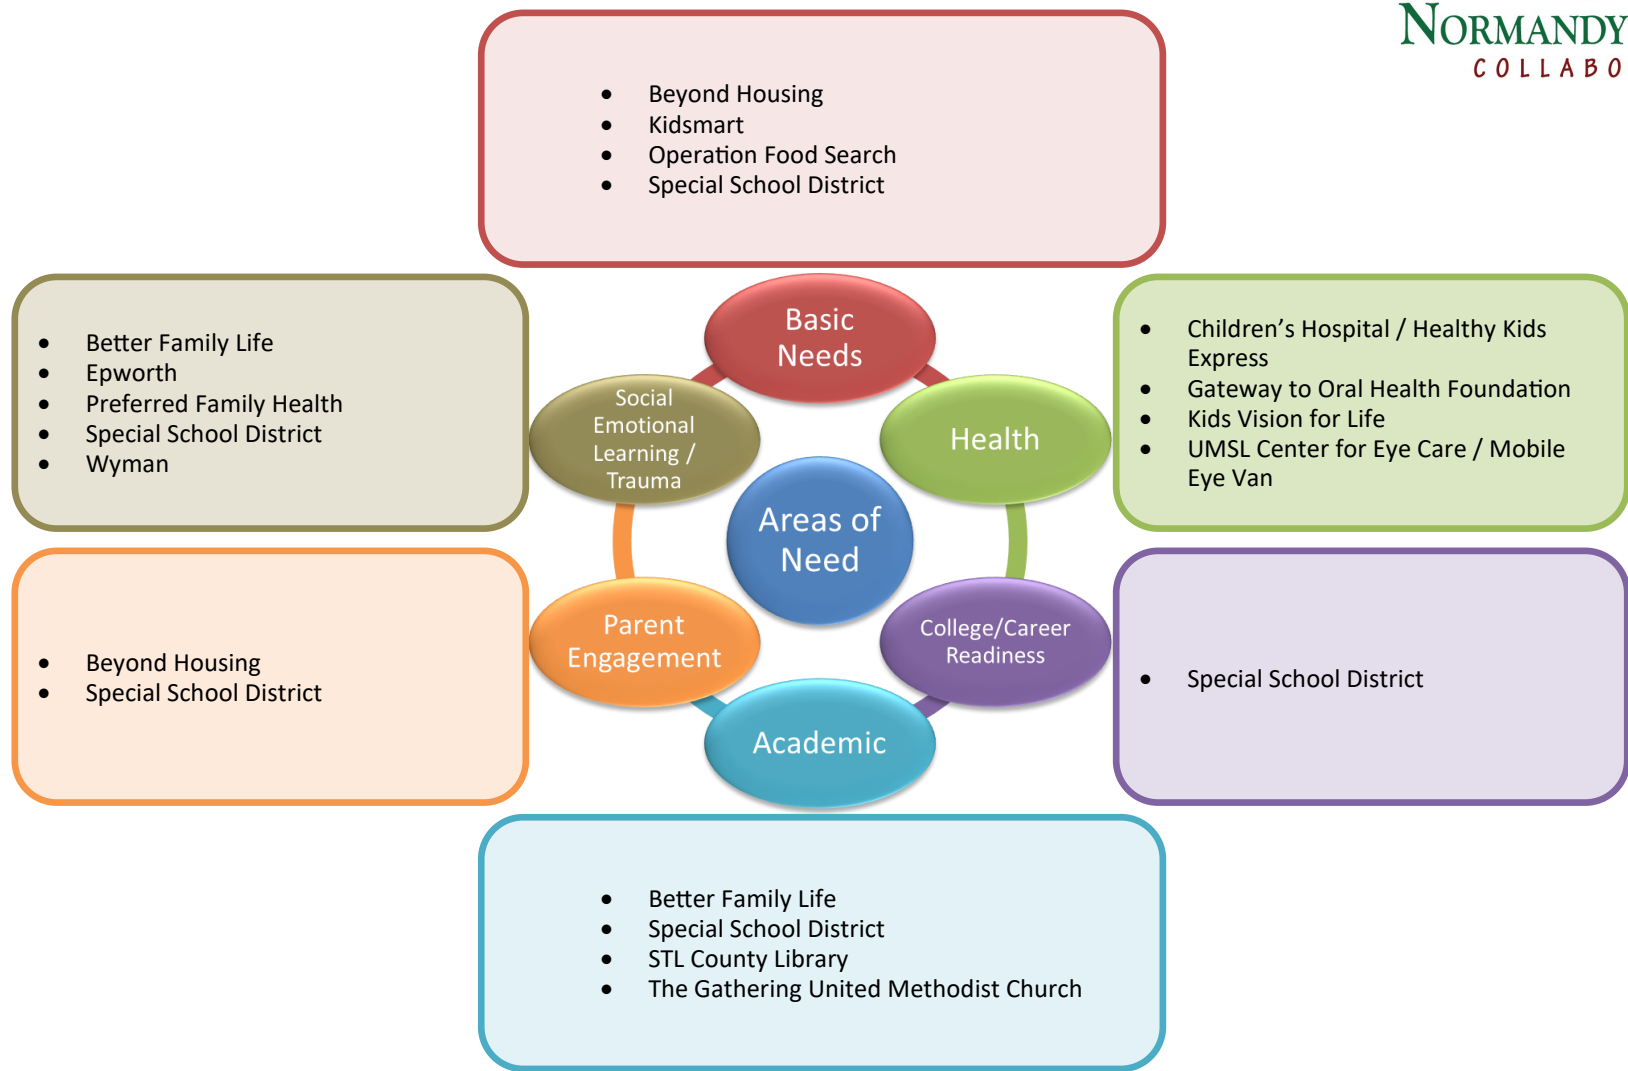 NORMANDY
COLLABO
• Beyond Housing
• Kidsmart
• Operation Food Search
• Special School District
Basic
Needs
• Better Family Life
• Epworth
• Preferred Family Health
• Special School District
• Wyman
Social
Emotional
Learning /
Trauma
Health
• Children’s Hospital / Healthy Kids
Express
• Gateway to Oral Health Foundation
• Kids Vision for Life
• UMSL Center for Eye Care / Mobile
Eye Van
Areas of
Need
• Beyond Housing
• Special School District
Parent
Engagement
College/Career
Readiness
• Special School District
Academic
• Better Family Life
• Special School District
• STL County Library
• The Gathering United Methodist Church